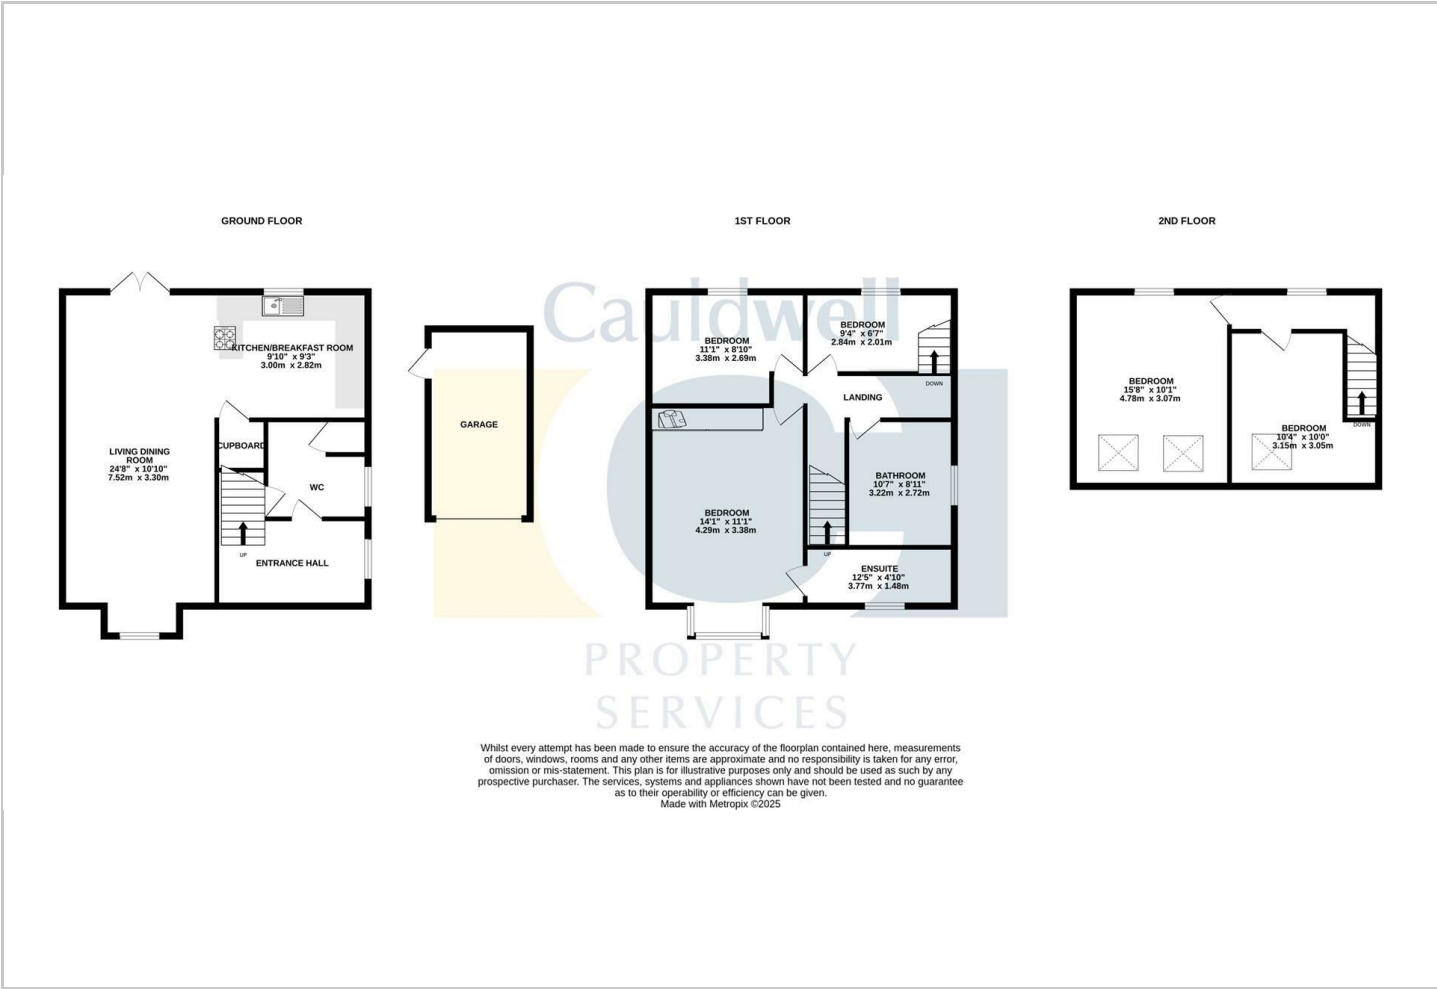 GROUND FLOOR
1ST FLOOR
2ND FLOOR
Cauldwell
PROPERTY
SERVICES
KITCHEN/BREAKFAST ROOM
9'10" x 9'3"
3.00m x 2.82m
CUPBOARD
LIVING DINING
ROOM
24'8" x 10'10"
7.52m x 3.30m
WC
UP
ENTRANCE HALL
GARAGE
BEDROOM
11'1" x 8'10"
3.38m x 2.69m
BEDROOM
9'4" x 6'7"
2.84m x 2.01m
DOWN
LANDING
BATHROOM
10'7" x 8'11"
3.22m x 2.72m
BEDROOM
14'1" x 11'1"
4.29m x 3.38m
UP
ENSUITE
12'5" x 4'10"
3.77m x 1.48m
BEDROOM
15'8" x 10'1"
4.78m x 3.07m
BEDROOM
10'4" x 10'0"
3.15m x 3.05m
DOWN
Whilst every attempt has been made to ensure the accuracy of the floorplan contained here, measurements
of doors, windows, rooms and any other items are approximate and no responsibility is taken for any error,
omission or mis-statement. This plan is for illustrative purposes only and should be used as such by any
prospective purchaser. The services, systems and appliances shown have not been tested and no guarantee
as to their operability or efficiency can be given.
Made with Metropix ©2025